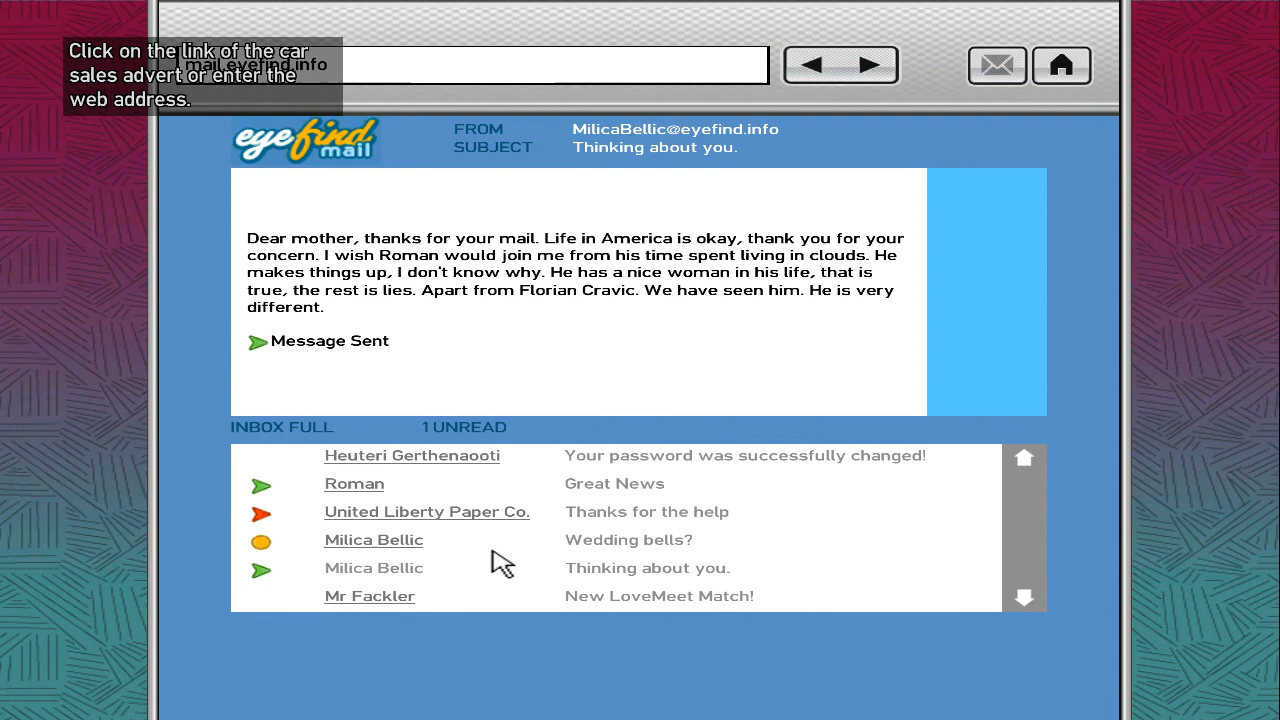 Click on the link of the car
sales advert or enter the
web address.
mail.eyefind.info
eyefind
mail
FROM MilicaBellic@eyefind.info
SUBJECT Thinking about you.
Dear mother, thanks for your mail. Life in America is okay, thank you for your
concern. I wish Roman would join me from his time spent living in clouds. He
makes things up, I don't know why. He has a nice woman in his life, that is
true, the rest is lies. Apart from Florian Cravic. We have seen him. He is very
different.
Message Sent
INBOX FULL 1 UNREAD
Heuteri Gerthenaooti Your password was successfully changed!
Roman Great News
United Liberty Paper Co. Thanks for the help
Milica Bellic Wedding bells?
Milica Bellic Thinking about you.
Mr Fackler New LoveMeet Match!